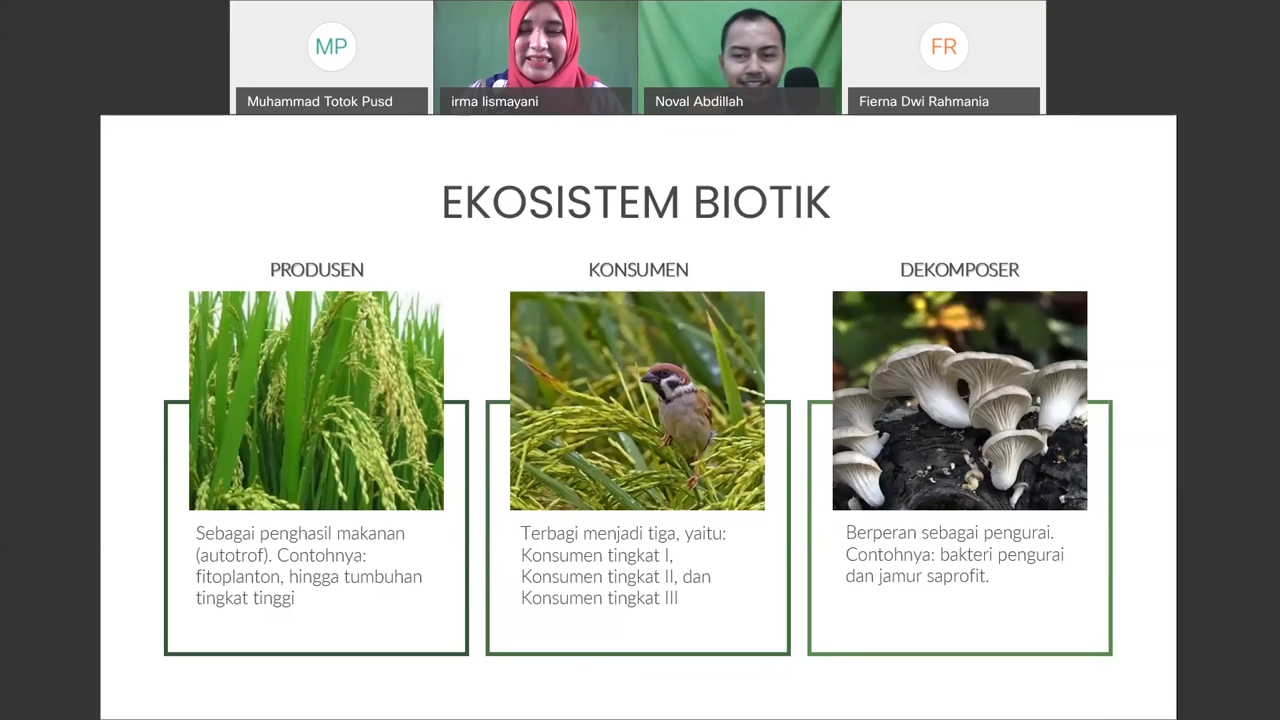 MP
FR
Muhammad Totok Pusd
irma lismayani
Noval Abdillah
Fierna Dwi Rahmania
EKOSISTEM BIOTIK
PRODUSEN
Sebagai penghasil makanan
(autotrof). Contohnya:
fitoplanton, hingga tumbuhan
tingkat tinggi
KONSUMEN
Terbagi menjadi tiga, yaitu:
Konsumen tingkat I,
Konsumen tingkat II, dan
Konsumen tingkat III
DEKOMPOSER
Berperan sebagai pengurai.
Contohnya: bakteri pengurai
dan jamur saprofit.